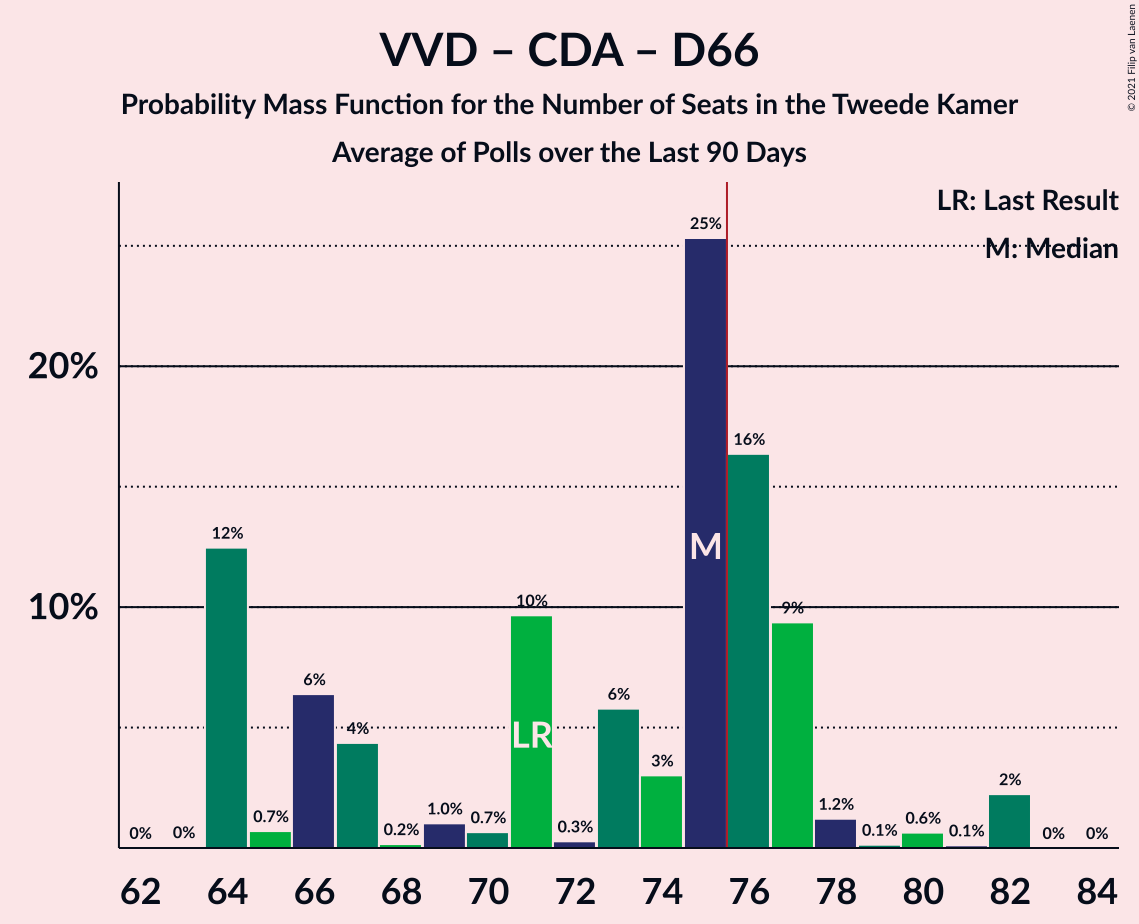 VVD – CDA – D66
Probability Mass Function for the Number of Seats in the Tweede Kamer
Average of Polls over the Last 90 Days
© 2021 Filip van Laenen
LR: Last Result
M: Median
20%
10%
0%
0%
12%
0.7%
6%
4%
0.2%
1.0%
0.7%
10%
0.3%
6%
3%
25%
16%
9%
1.2%
0.1%
0.6%
0.1%
2%
0%
0%
LR
M
62 64 66 68 70 72 74 76 78 80 82 84